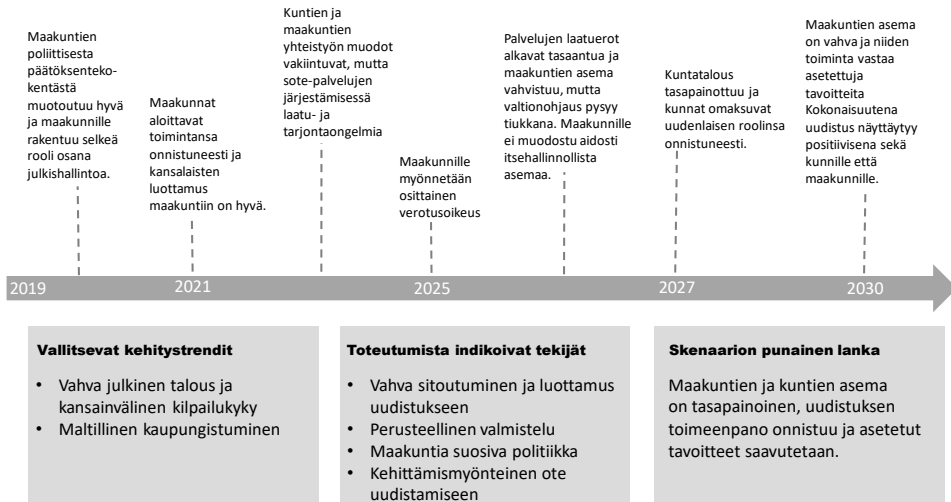 Maakuntien
poliittisesta
päätöksenteko-
kentästä
muotoutuu hyvä
ja maakunnille
rakentuu selkeä
rooli osana
julkishallintoa.
Maakunnat
aloittavat
toimintansa
onnistuneesti ja
kansalaisten
luottamus
maakuntiin on hyvä.
Kuntien ja
maakuntien
yhteistyön muodot
vakiintuvat, mutta
sote-palvelujen
järjestämisessä
laatu- ja
tarjontaongelmia
Maakunnille
myönnetään
osittainen
verotusoikeus
Palvelujen laatuerot
alkavat tasaantua ja
maakuntien asema
vahvistuu, mutta
valtionohjaus pysyy
tiukkana. Maakunnille
ei muodostu aidosti
itsehallinnollista
asemaa.
Kuntatalous
tasapainottuu ja
kunnat omaksuvat
uudenlaisen roolinsa
onnistuneesti.
Maakuntien asema
on vahva ja niiden
toiminta vastaa
asetettuja
tavoitteita
Kokonaisuutena
uudistus näyttäytyy
positiivisena sekä
kunnille että
maakunnille.
2019
2021
2025
2027
2030
Vallitsevat kehitystrendit
• Vahva julkinen talous ja
kansainvälinen kilpailukyky
• Maltillinen kaupungistuminen
Toteutumista indikoivat tekijät
• Vahva sitoutuminen ja luottamus
uudistukseen
• Perusteellinen valmistelu
• Maakuntia suosiva politiikka
• Kehittämismyönteinen ote
uudistamiseen
Skenaarion punainen lanka
Maakuntien ja kuntien asema
on tasapainoinen, uudistuksen
toimeenpano onnistuu ja asetetut
tavoitteet saavutetaan.